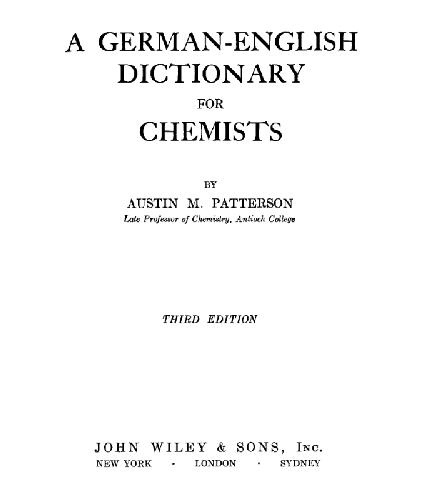 A GERMAN-ENGLISH
DICTIONARY
FOR
CHEMISTS
BY
AUSTIN M. PATTERSON
Late Professor of Chemistry, Antioch College
THIRD EDITION
JOHN WILEY & SONS, INC.
NEW YORK · LONDON · SYDNEY